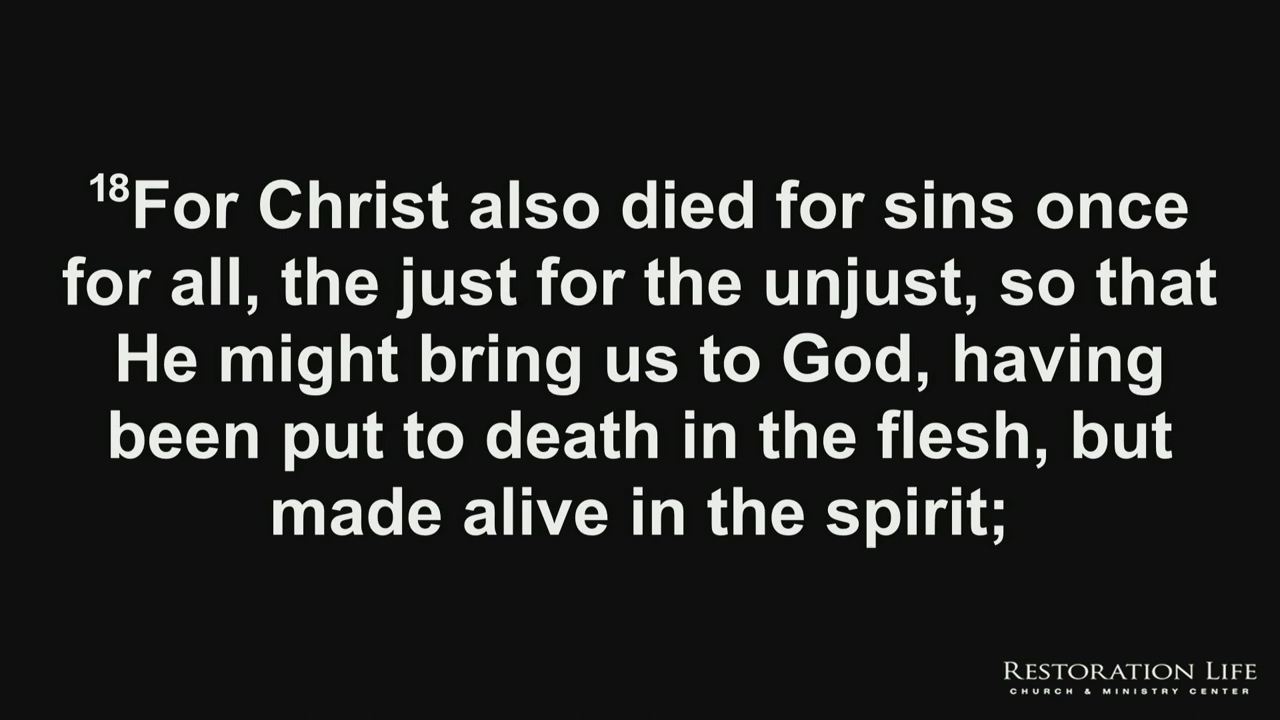 18For Christ also died for sins once
for all, the just for the unjust, so that
He might bring us to God, having
been put to death in the flesh, but
made alive in the spirit;
RESTORATION LIFE
CHURCH & MINISTRY CENTER